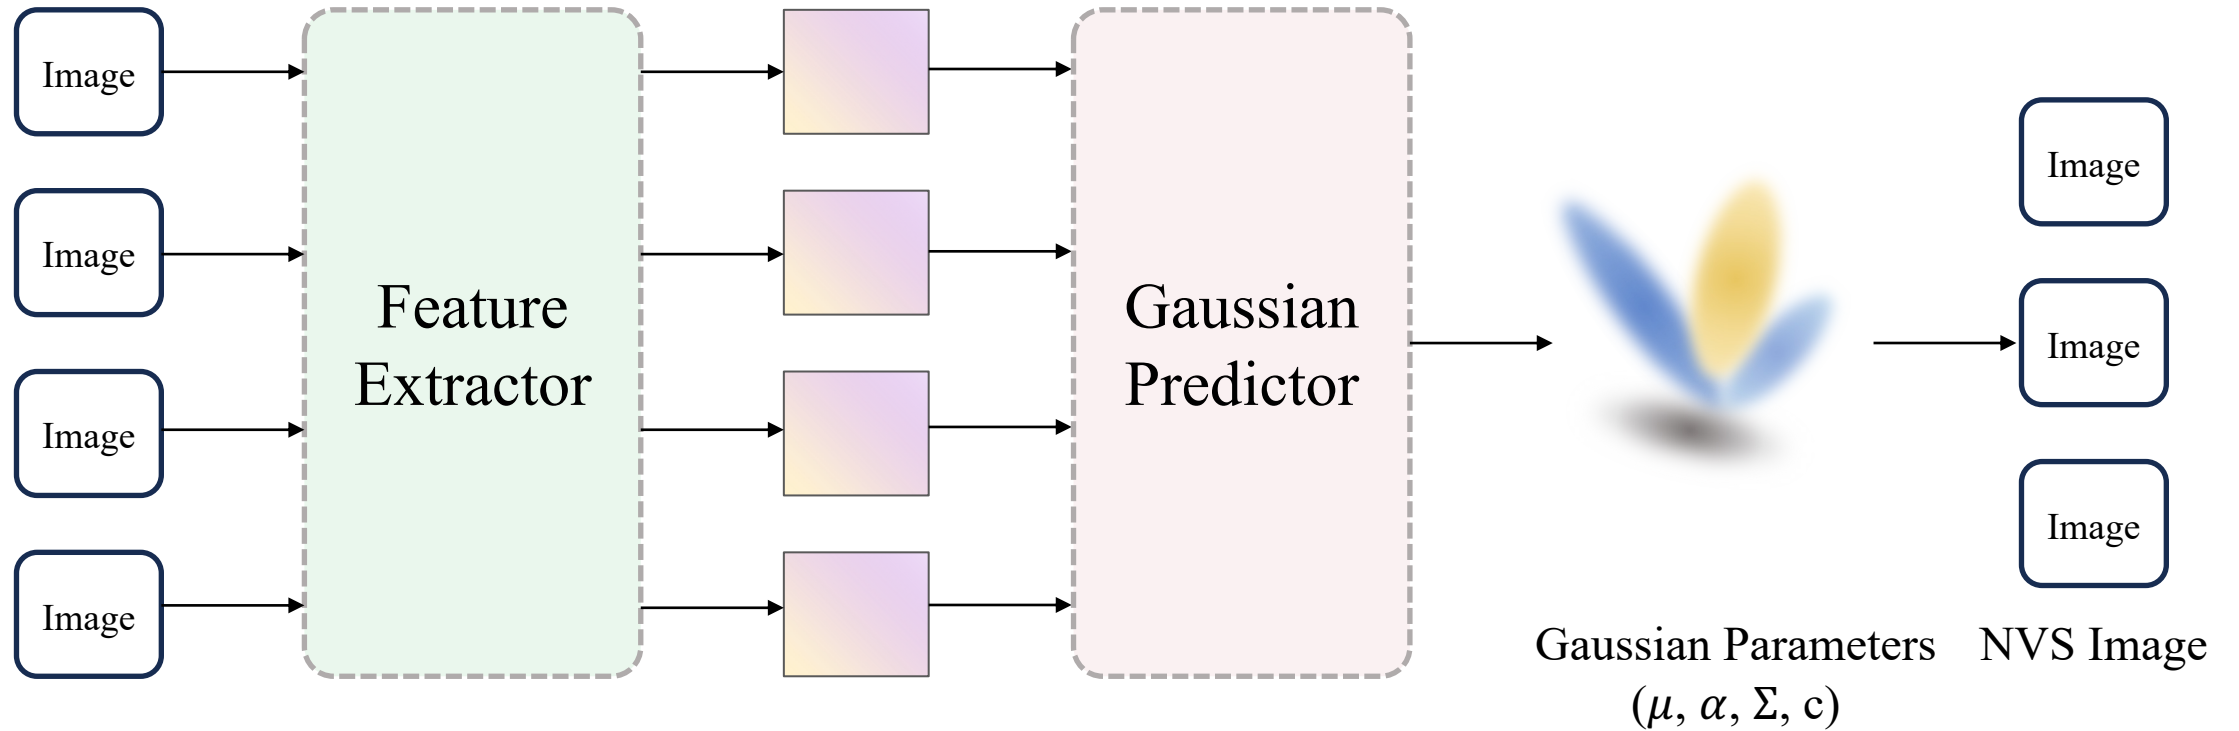 Image
Image
Image
Image
Feature
Extractor
Gaussian
Predictor
Image
Image
Image
Gaussian Parameters
(μ, α, Σ, c)
NVS Image